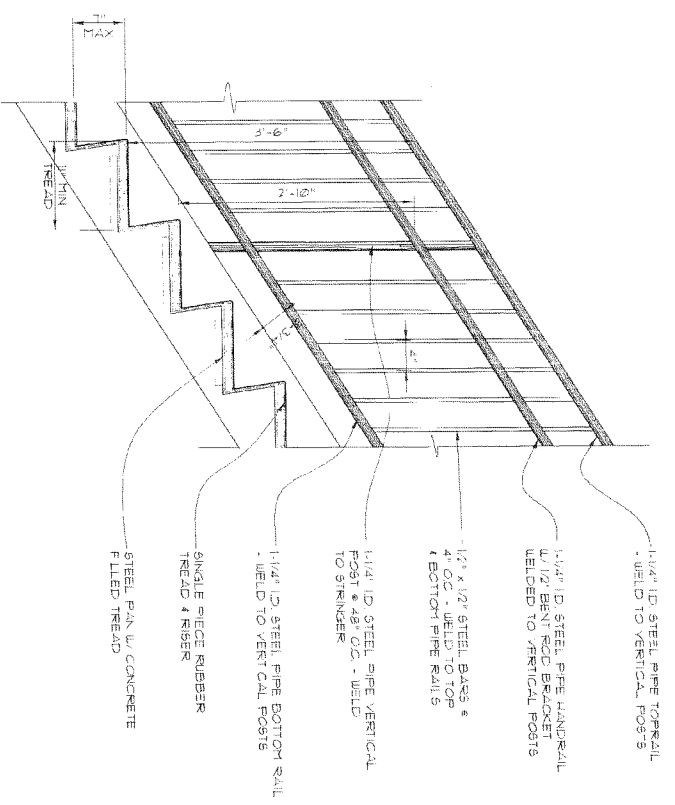 7"
MAX
11" MIN
TREAD
3'-6"
2'-10"
3/4"
4"
1-1/4" I.D. STEEL PIPE TOPRAIL
- WELD TO VERTICAL POSTS
1-1/4" I.D. STEEL PIPE HANDRAIL
W/ 1/2" BENT ROD BRACKET
WELDED TO VERTICAL POSTS
1/2" x 1/2" STEEL BARS @
4" O.C. - WELD TO TOP
& BOTTOM PIPE RAILS
1-1/4" I.D. STEEL PIPE VERTICAL
POST @ 48" O.C. - WELD
TO STRINGER
1-1/4" I.D. STEEL PIPE BOTTOM RAIL
- WELD TO VERTICAL POSTS
SINGLE PIECE RUBBER
TREAD & RISER
STEEL PAN W/ CONCRETE
FILLED TREAD